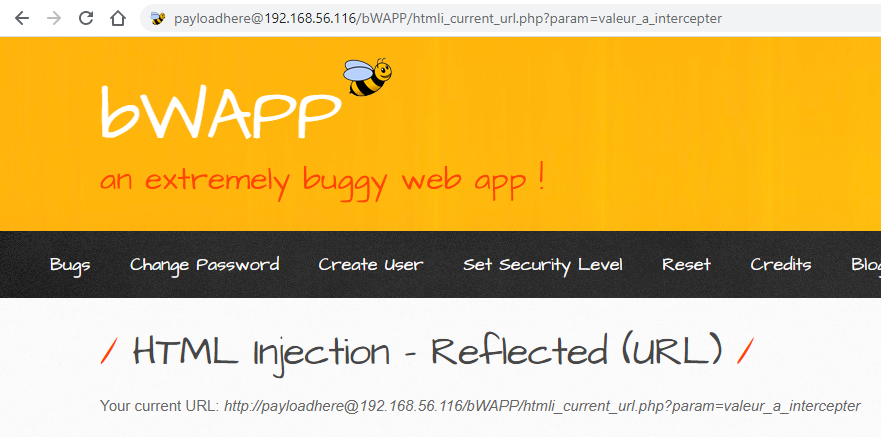 payloadhere@192.168.56.116/bWAPP/htmli_current_url.php?param=valeur_a_intercepter
bWAPP
an extremely buggy web app !
Bugs Change Password Create User Set Security Level Reset Credits Blog
/ HTML Injection - Reflected (URL) /
Your current URL: http://payloadhere@192.168.56.116/bWAPP/htmli_current_url.php?param=valeur_a_intercepter